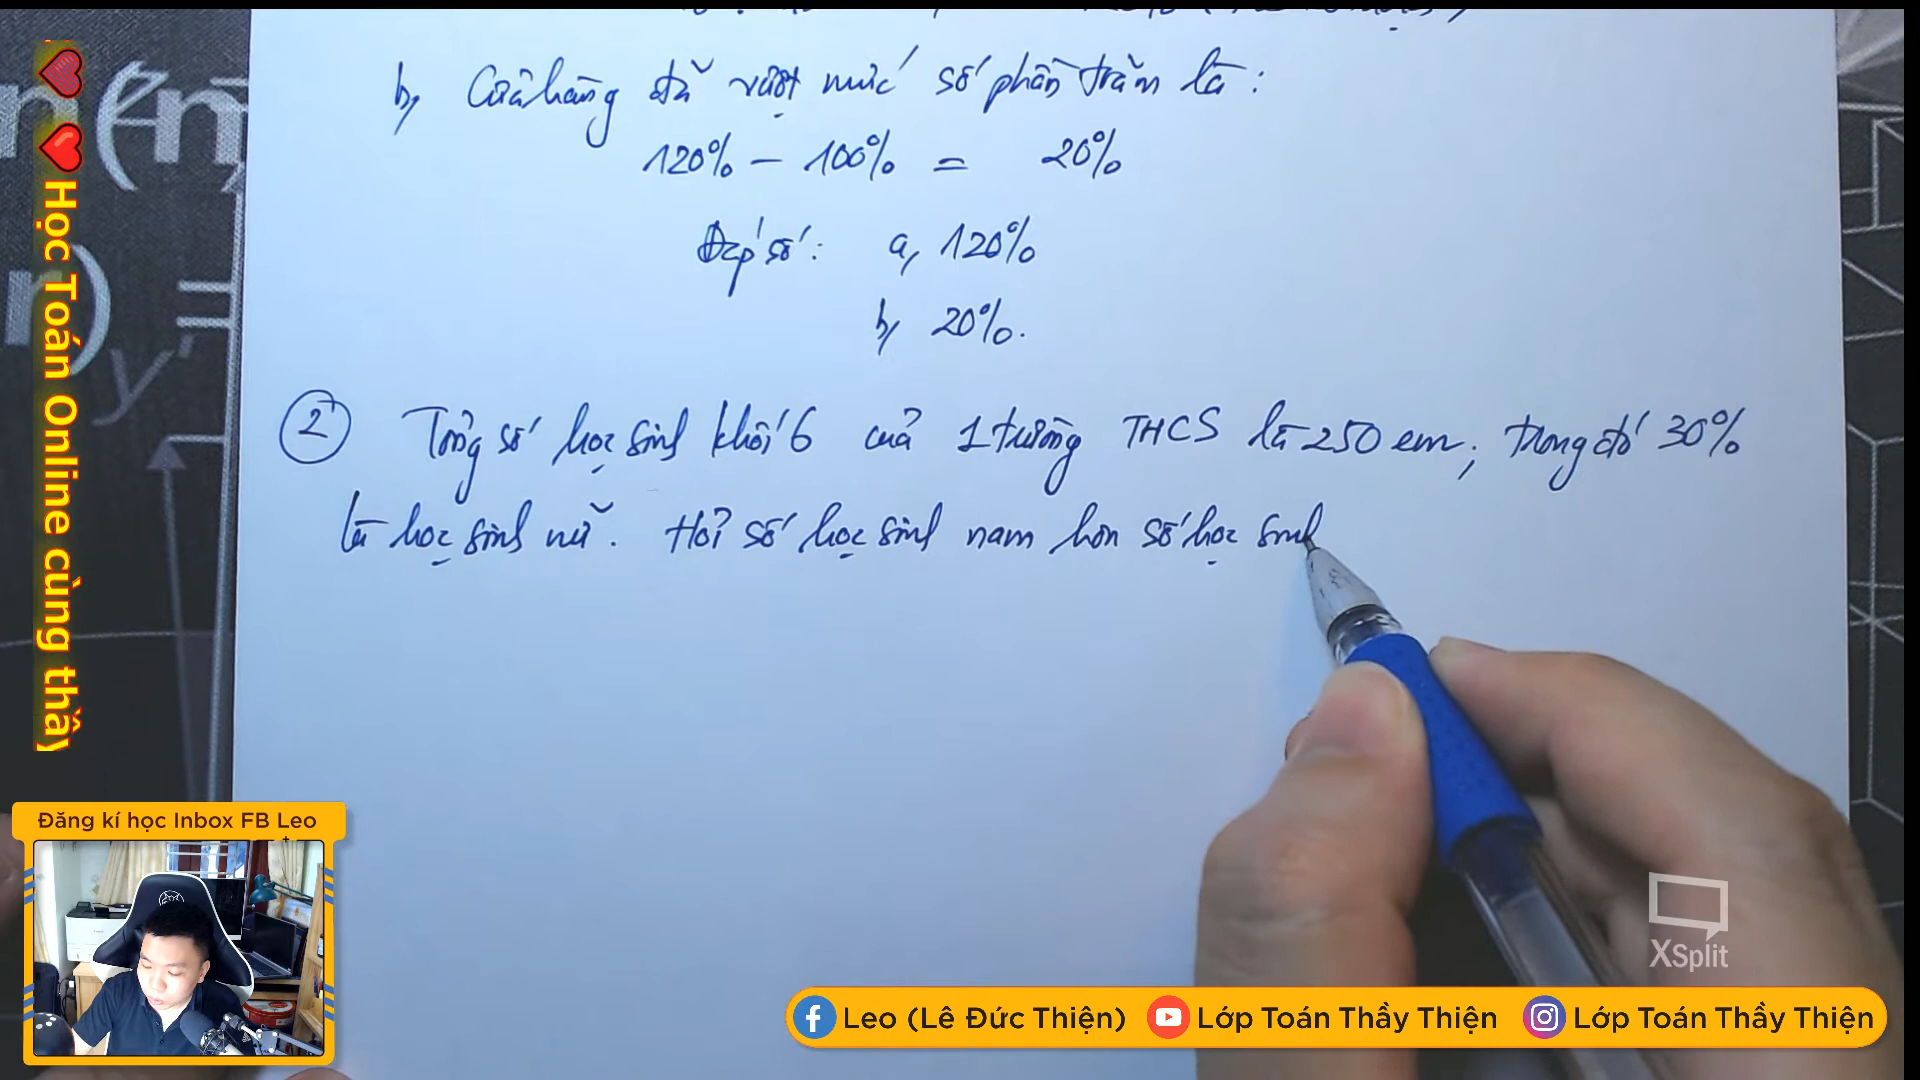 b, Cửa hàng đã vượt mức số phần trăm là:
120% - 100% = 20%
Đáp số: a, 120%
b, 20%.
2 Tổng số học sinh khối 6 của 1 trường THCS là 250 em, trong đó 30%
là học sinh nữ. Hỏi số học sinh nam hơn số học sinh
Học Toán Online cùng thầy
Đăng kí học Inbox FB Leo
XSplit
Leo (Lê Đức Thiện) Lớp Toán Thầy Thiện Lớp Toán Thầy Thiện